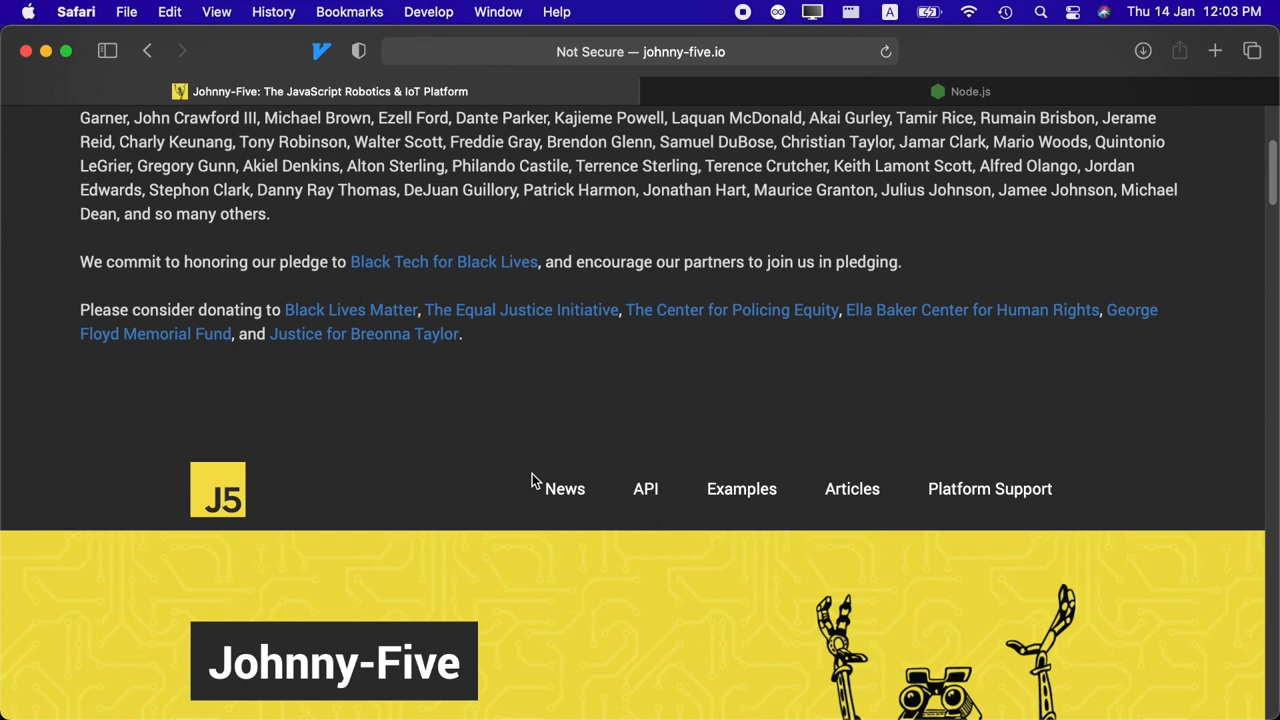 Safari File Edit View History Bookmarks Develop Window Help A Thu 14 Jan 12:03 PM
Not Secure — johnny-five.io
Johnny-Five: The JavaScript Robotics & IoT Platform
Node.js
Garner, John Crawford III, Michael Brown, Ezell Ford, Dante Parker, Kajieme Powell, Laquan McDonald, Akai Gurley, Tamir Rice, Rumain Brisbon, Jerame
Reid, Charly Keunang, Tony Robinson, Walter Scott, Freddie Gray, Brendon Glenn, Samuel DuBose, Christian Taylor, Jamar Clark, Mario Woods, Quintonio
LeGrier, Gregory Gunn, Akiel Denkins, Alton Sterling, Philando Castile, Terrence Sterling, Terence Crutcher, Keith Lamont Scott, Alfred Olango, Jordan
Edwards, Stephon Clark, Danny Ray Thomas, DeJuan Guillory, Patrick Harmon, Jonathan Hart, Maurice Granton, Julius Johnson, Jamee Johnson, Michael
Dean, and so many others.
We commit to honoring our pledge to Black Tech for Black Lives, and encourage our partners to join us in pledging.
Please consider donating to Black Lives Matter, The Equal Justice Initiative, The Center for Policing Equity, Ella Baker Center for Human Rights, George
Floyd Memorial Fund, and Justice for Breonna Taylor.
J5
News API Examples Articles Platform Support
Johnny-Five